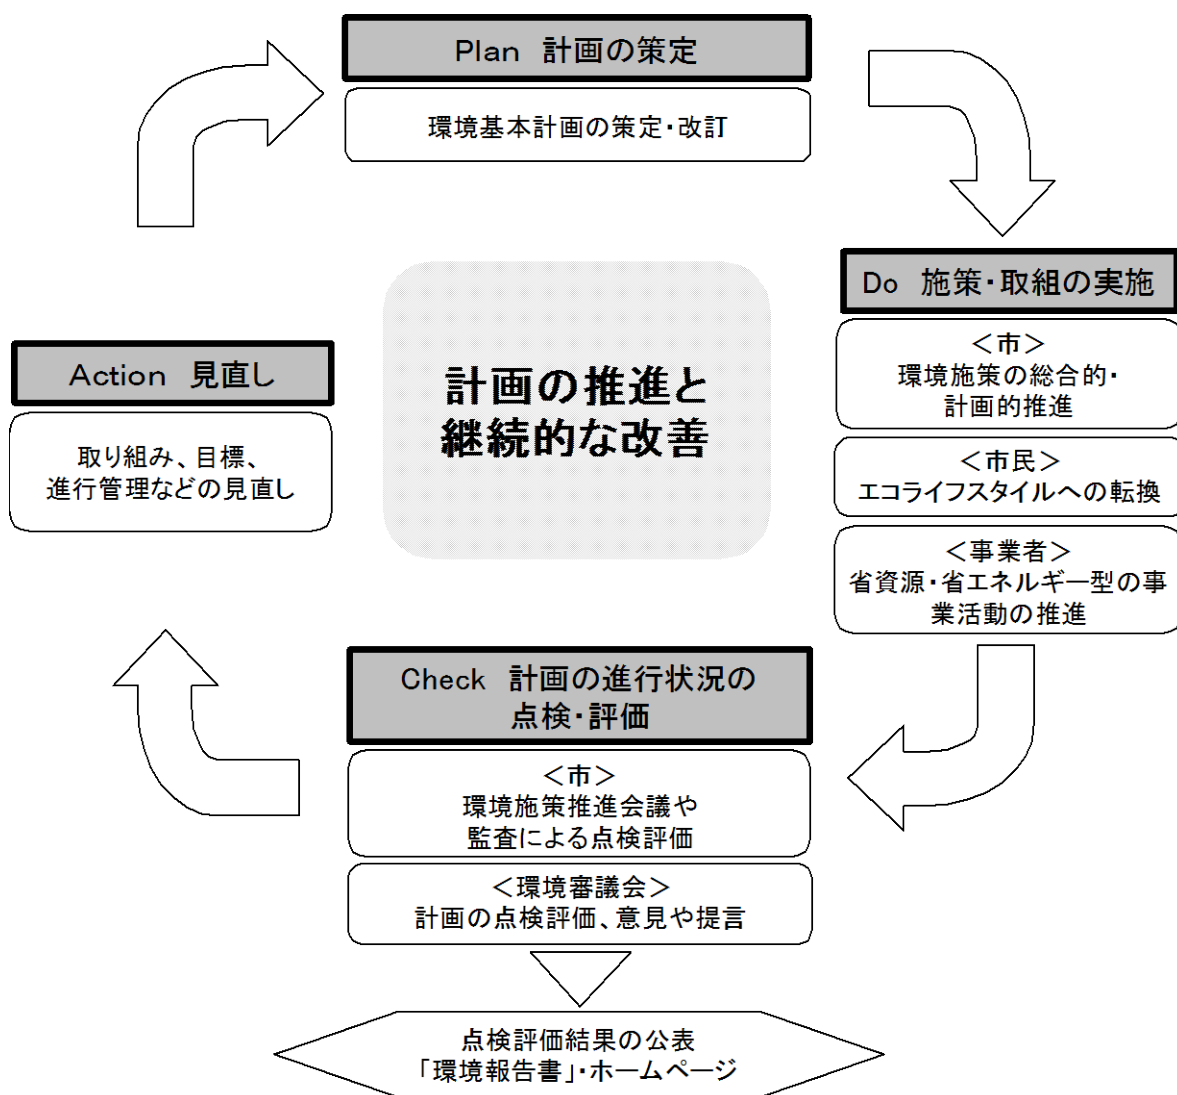 Plan 計画の策定
環境基本計画の策定・改訂
Do 施策・取組の実施
＜市＞
環境施策の総合的・
計画的推進
＜市民＞
エコライフスタイルへの転換
＜事業者＞
省資源・省エネルギー型の事
業活動の推進
計画の推進と
継続的な改善
Action 見直し
取り組み、目標、
進行管理などの見直し
Check 計画の進行状況の
点検・評価
＜市＞
環境施策推進会議や
監査による点検評価
＜環境審議会＞
計画の点検評価、意見や提言
点検評価結果の公表
「環境報告書」・ホームページ